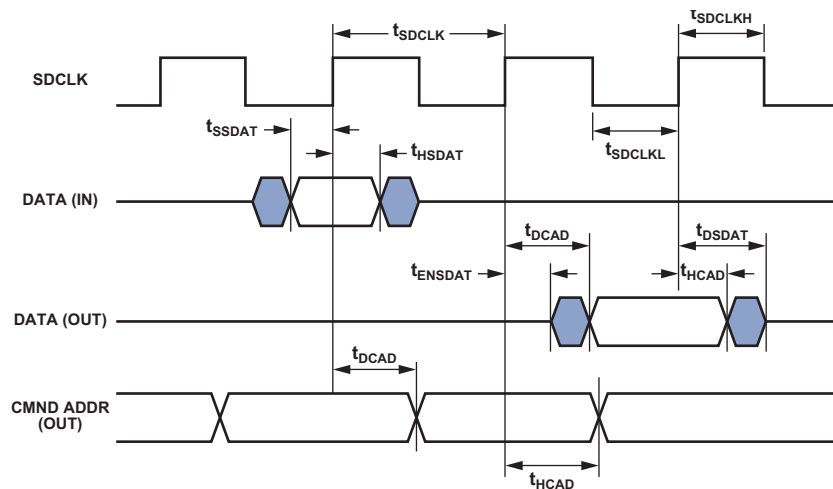 tSDCLK
tSDCLKH
SDCLK
tSSDAT
tHSDAT
tSDCLKL
DATA (IN)
tDCAD
tDSDAT
tENSDAT
tHCAD
DATA (OUT)
tDCAD
CMND ADDR
(OUT)
tHCAD